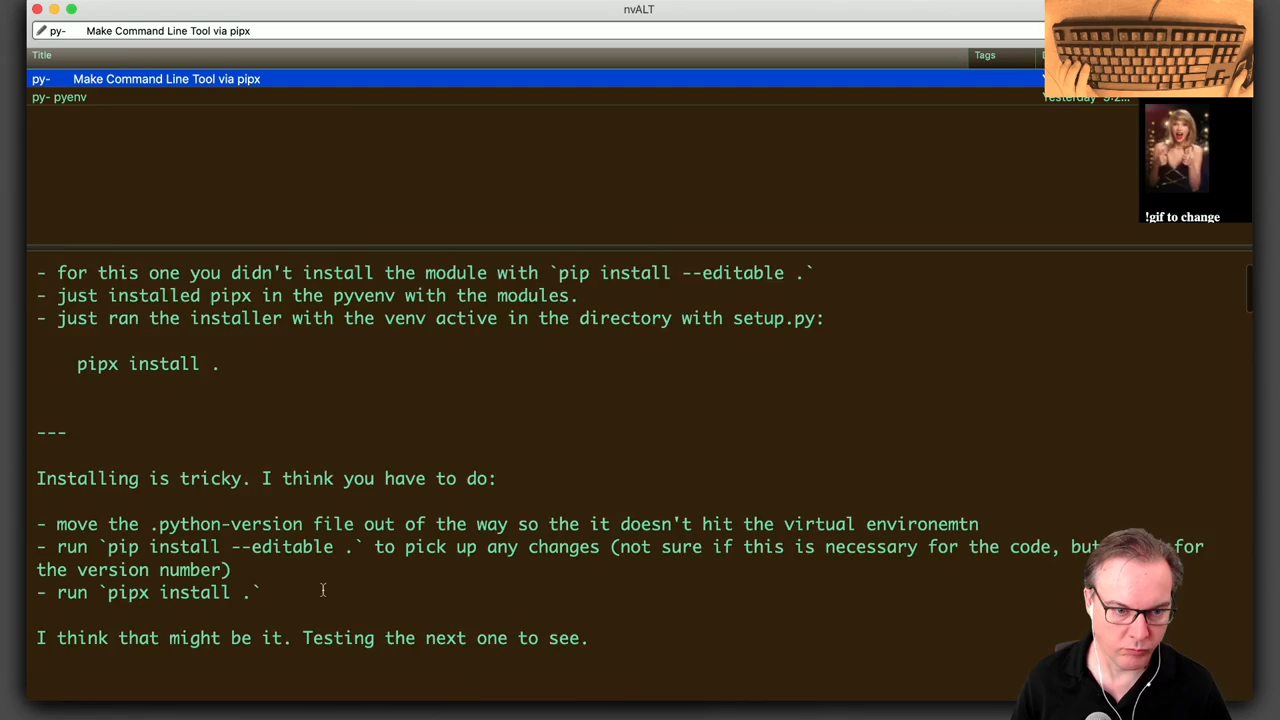 nvALT
py- Make Command Line Tool via pipx
Title Tags
py- Make Command Line Tool via pipx
py- pyenv Yesterday
!gif to change
- for this one you didn't install the module with `pip install --editable .`
- just installed pipx in the pyvenv with the modules.
- just ran the installer with the venv active in the directory with setup.py:
pipx install .
---
Installing is tricky. I think you have to do:
- move the .python-version file out of the way so the it doesn't hit the virtual environemtn
- run `pip install --editable .` to pick up any changes (not sure if this is necessary for the code, but for
the version number)
- run `pipx install .`
I think that might be it. Testing the next one to see.